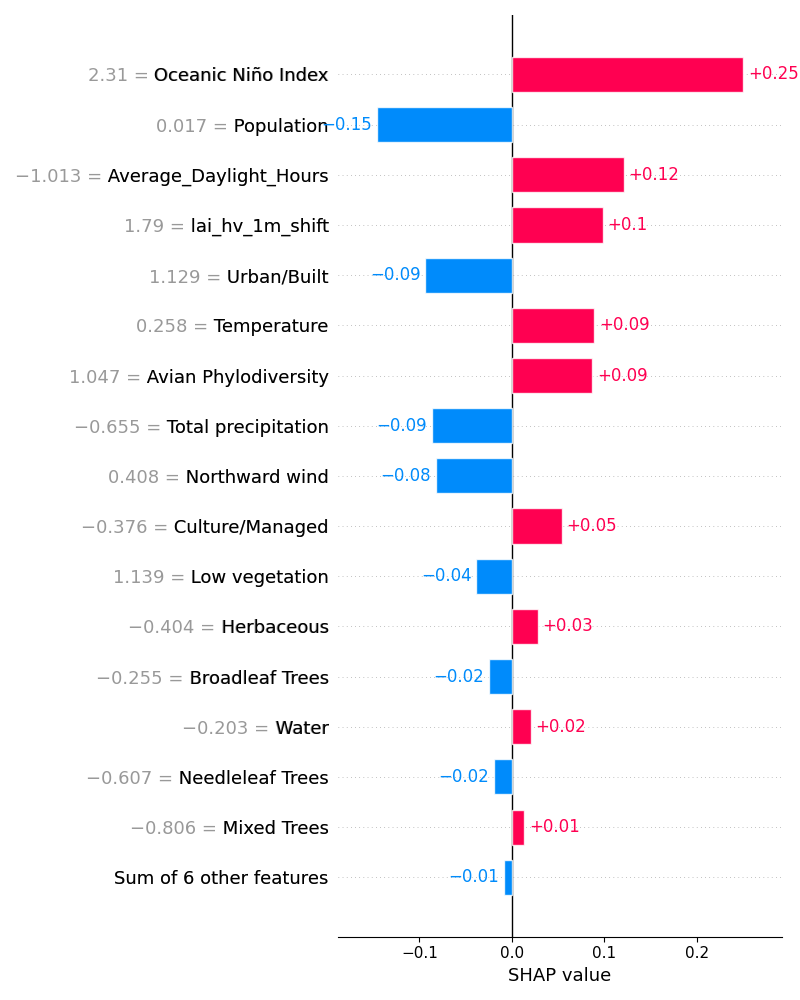 2.31 = Oceanic Niño Index +0.25
0.017 = Population −0.15
−1.013 = Average_Daylight_Hours +0.12
1.79 = lai_hv_1m_shift +0.1
1.129 = Urban/Built −0.09
0.258 = Temperature +0.09
1.047 = Avian Phylodiversity +0.09
−0.655 = Total precipitation −0.09
0.408 = Northward wind −0.08
−0.376 = Culture/Managed +0.05
1.139 = Low vegetation −0.04
−0.404 = Herbaceous +0.03
−0.255 = Broadleaf Trees −0.02
−0.203 = Water +0.02
−0.607 = Needleleaf Trees −0.02
−0.806 = Mixed Trees +0.01
Sum of 6 other features −0.01
−0.1 0.0 0.1 0.2
SHAP value